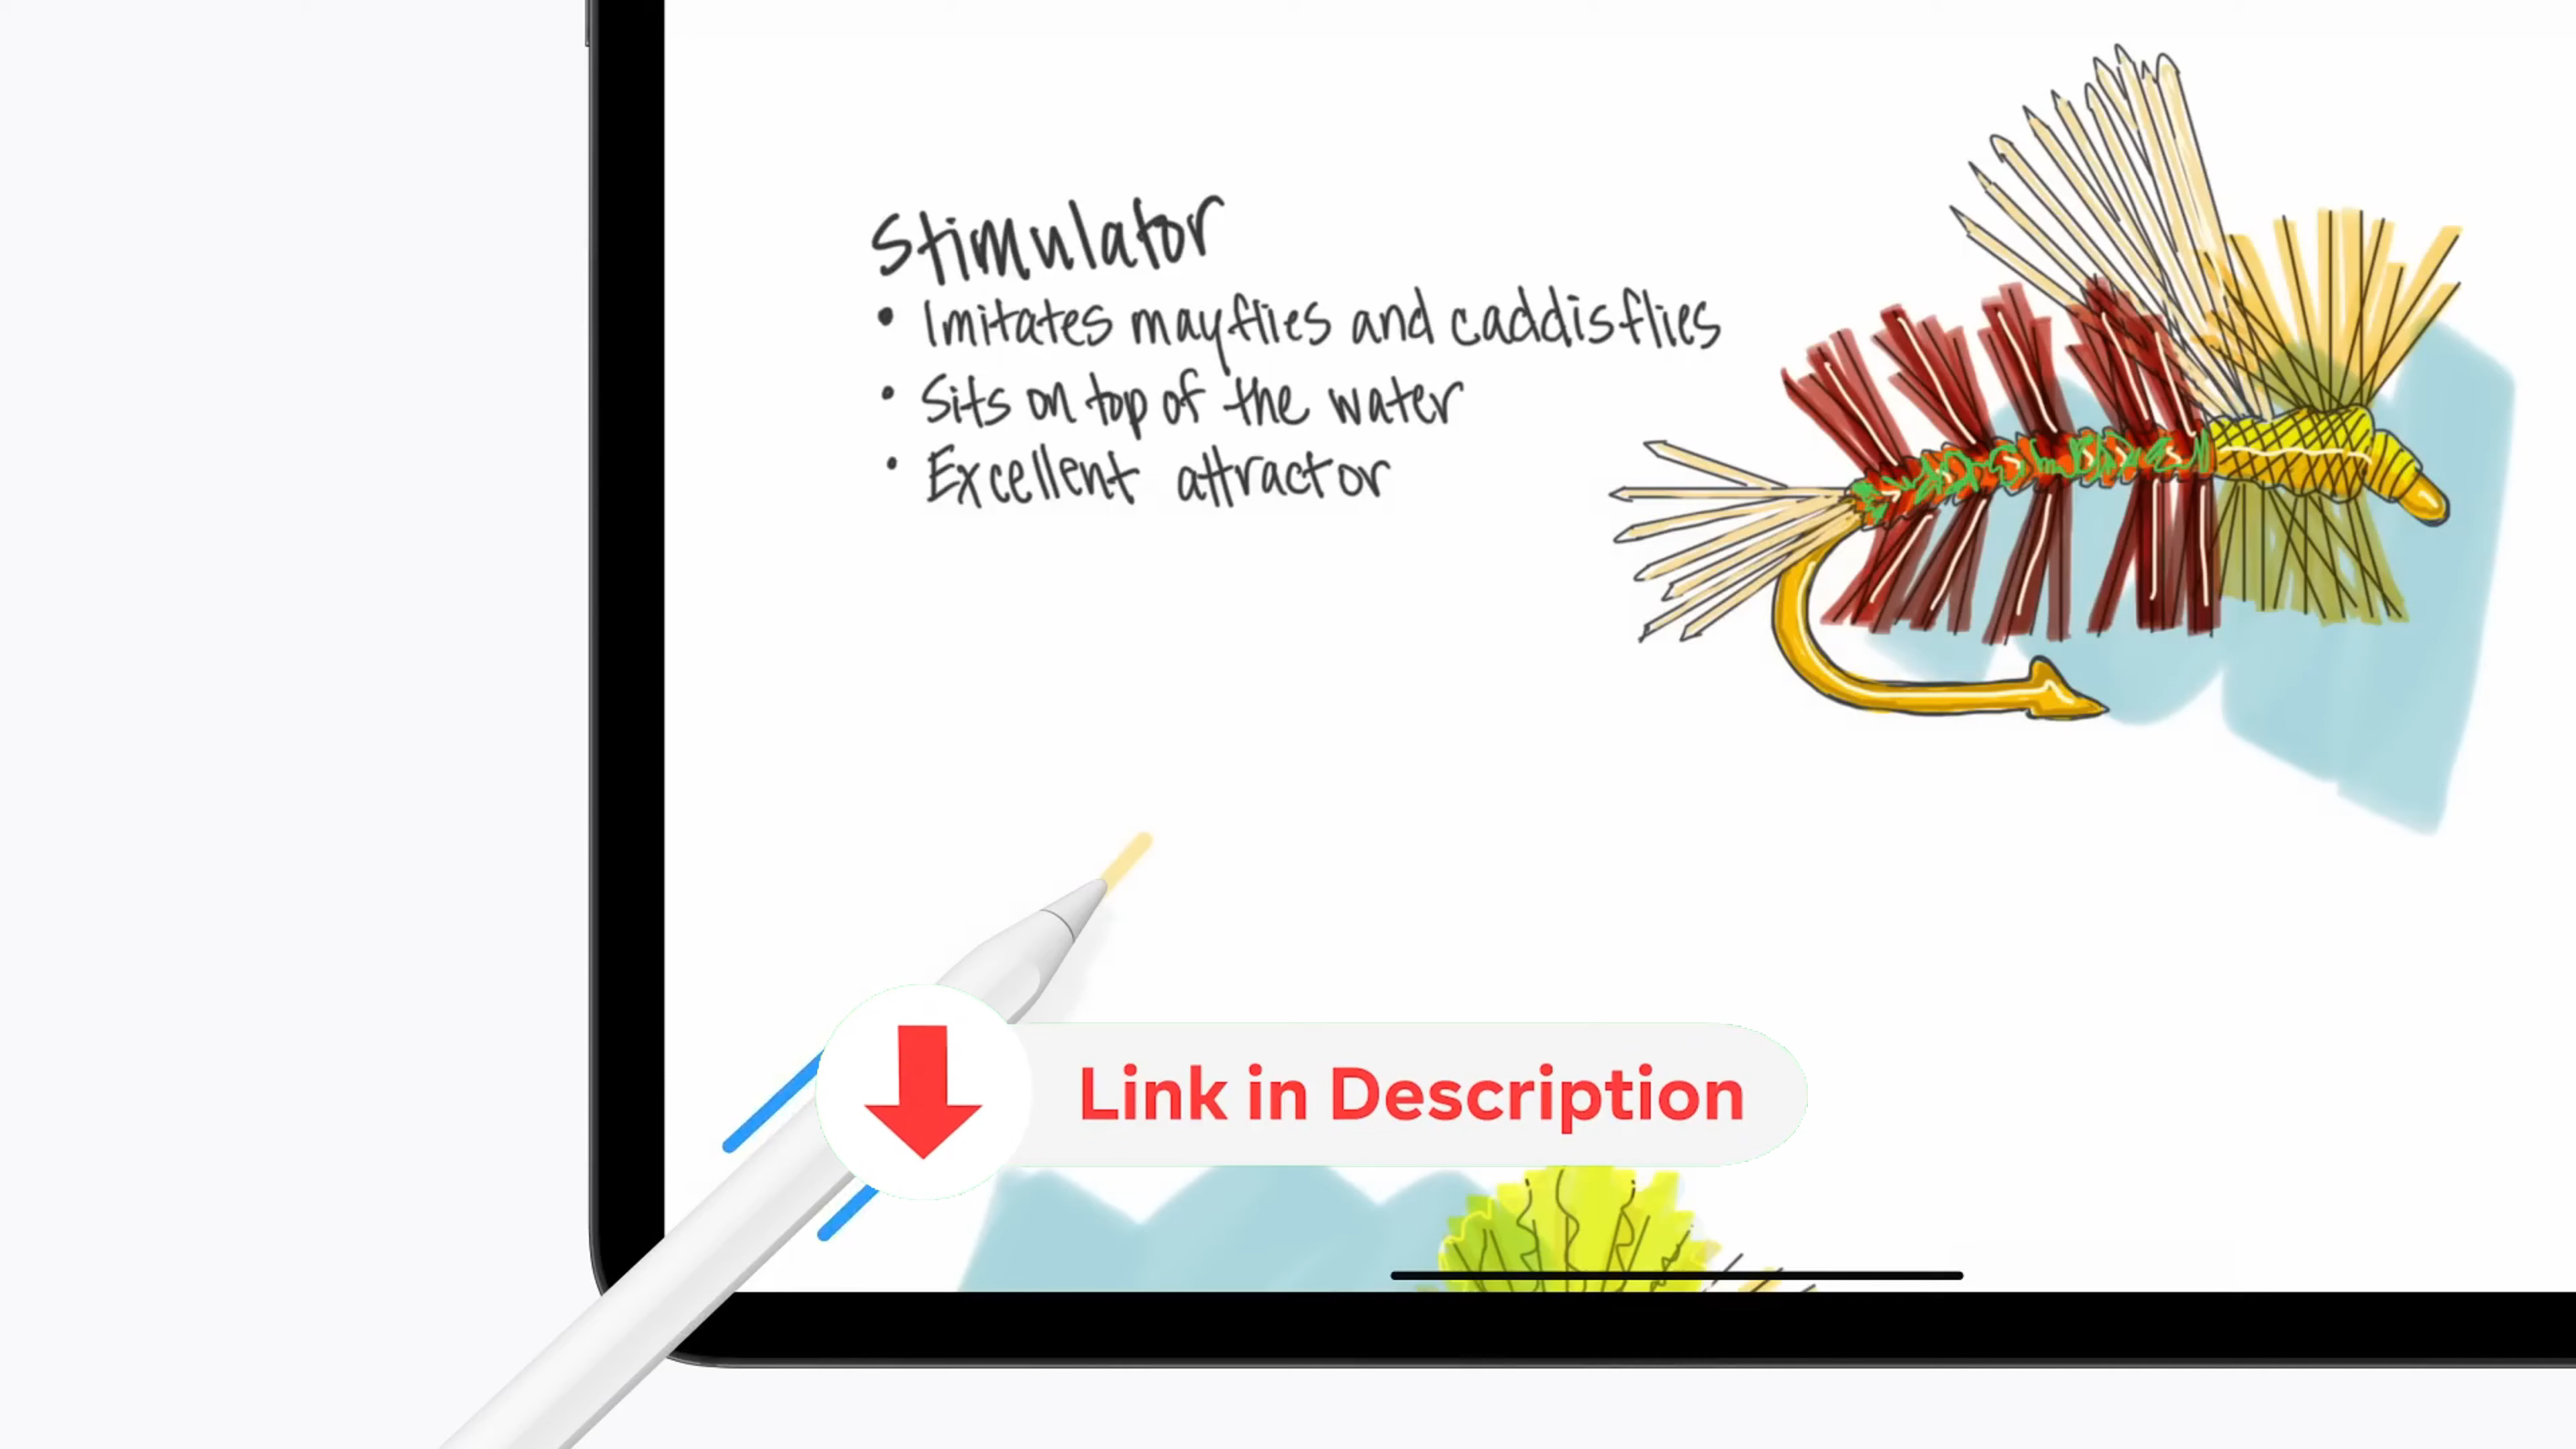 Stimulator
• Imitates mayflies and caddisflies
• Sits on top of the water
• Excellent attractor
Link in Description